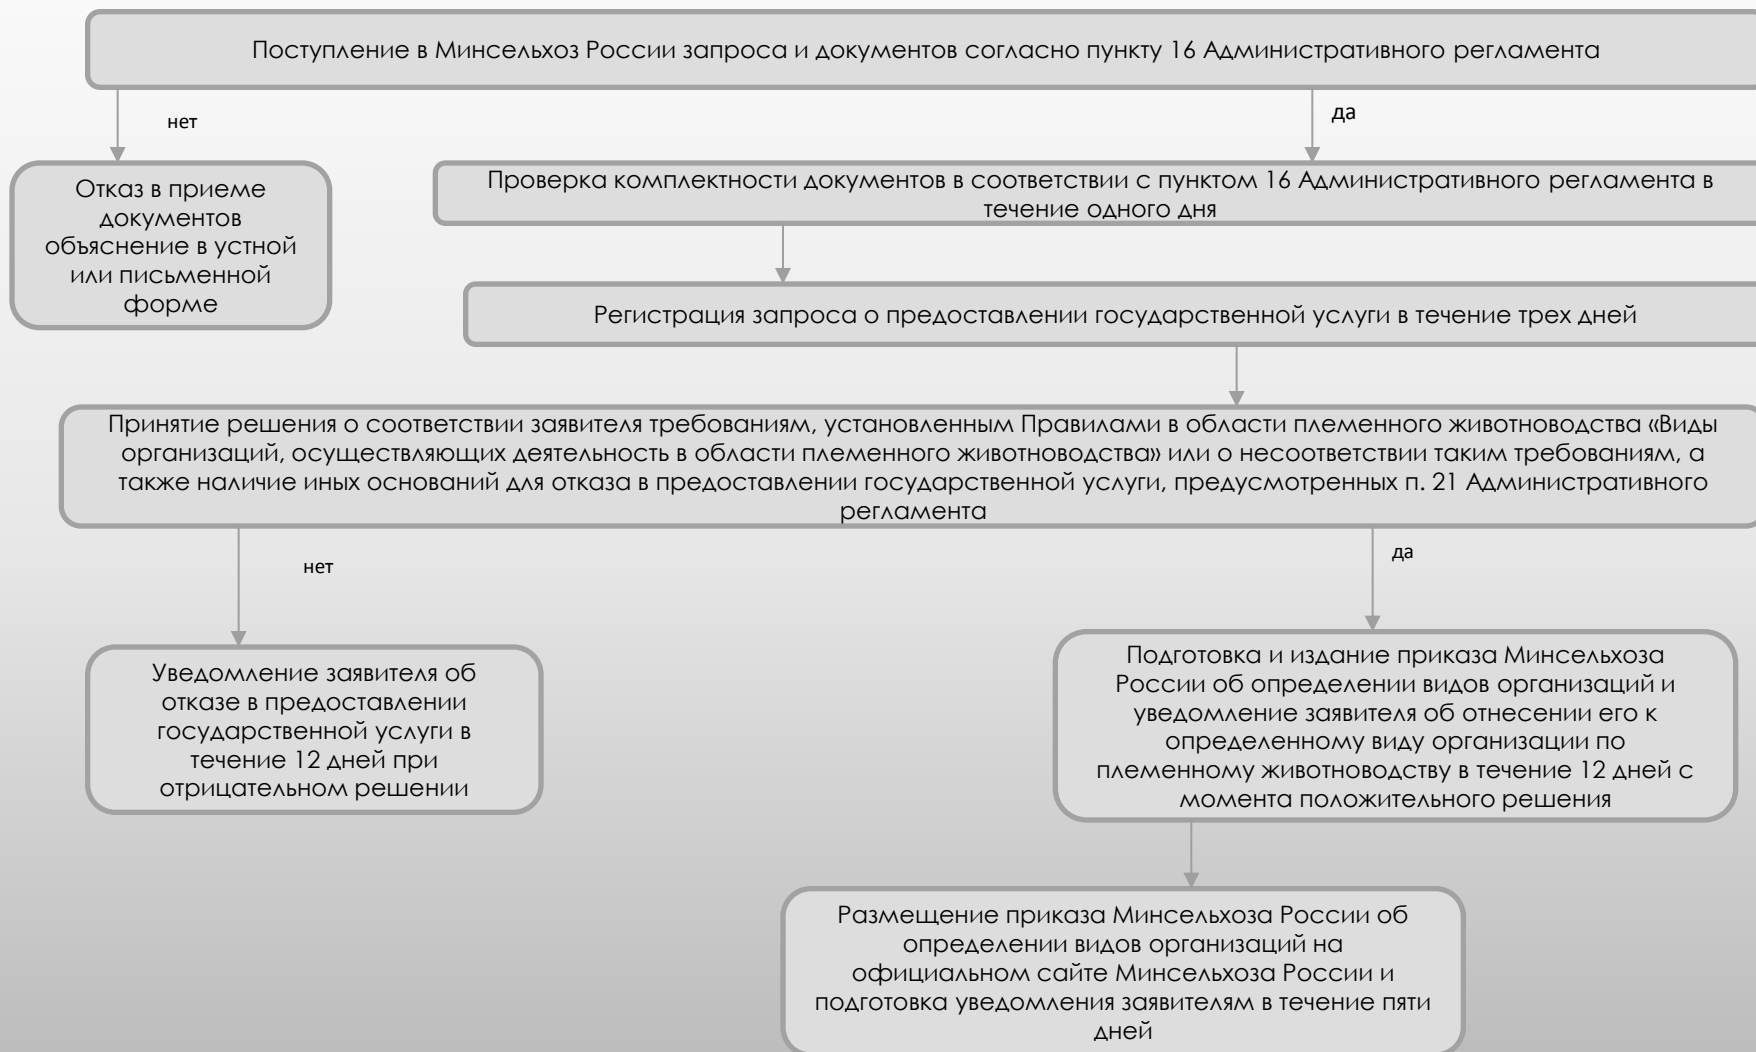 Поступление в Минсельхоз России запроса и документов согласно пункту 16 Административного регламента
нет
да
Отказ в приеме
документов
объяснение в устной
или письменной
форме
Проверка комплектности документов в соответствии с пунктом 16 Административного регламента в
течение одного дня
Регистрация запроса о предоставлении государственной услуги в течение трех дней
Принятие решения о соответствии заявителя требованиям, установленным Правилами в области племенного животноводства «Виды
организаций, осуществляющих деятельность в области племенного животноводства» или о несоответствии таким требованиям, а
также наличие иных оснований для отказа в предоставлении государственной услуги, предусмотренных п. 21 Административного
регламента
нет
да
Уведомление заявителя об
отказе в предоставлении
государственной услуги в
течение 12 дней при
отрицательном решении
Подготовка и издание приказа Минсельхоза
России об определении видов организаций и
уведомление заявителя об отнесении его к
определенному виду организации по
племенному животноводству в течение 12 дней с
момента положительного решения
Размещение приказа Минсельхоза России об
определении видов организаций на
официальном сайте Минсельхоза России и
подготовка уведомления заявителям в течение пяти
дней